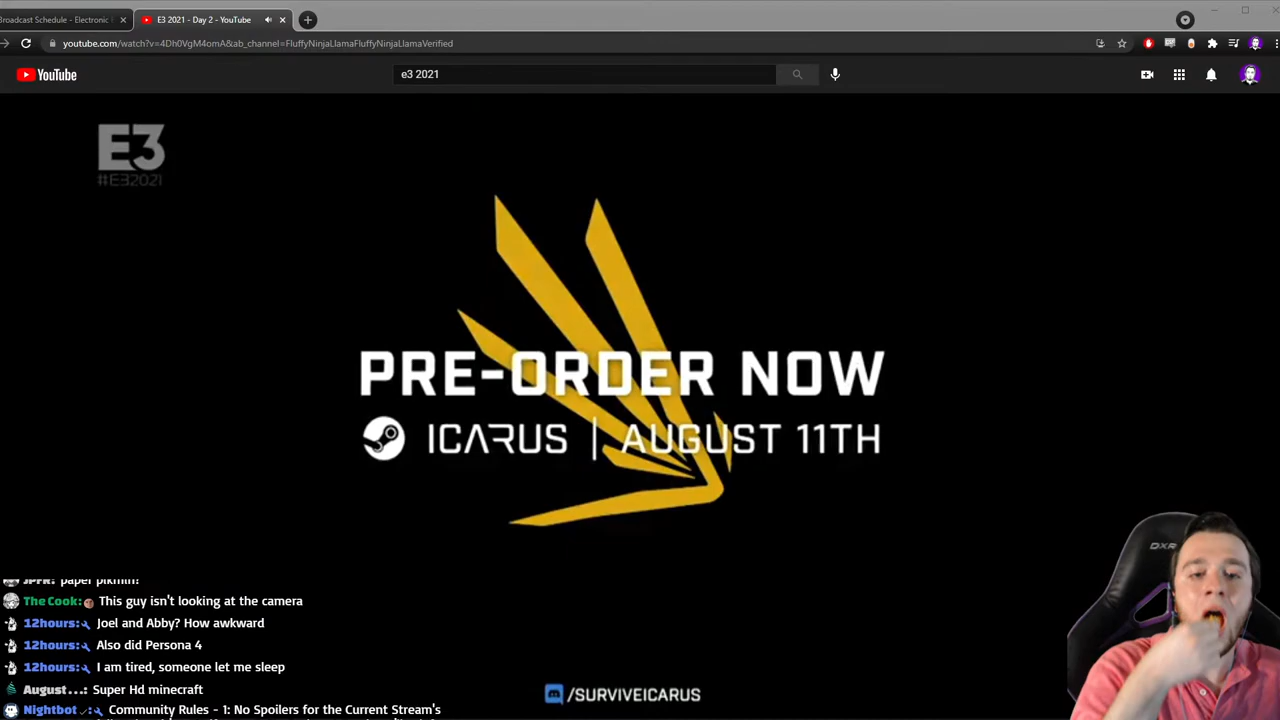 Broadcast Schedule - Electronic
E3 2021 - Day 2 - YouTube
youtube.com/watch?v=4Dh0VgM4omA&ab_channel=FluffyNinjaLlamaFluffyNinjaLlamaVerified
YouTube
e3 2021
E3
#E32021
PRE-ORDER NOW
ICARUS | AUGUST 11TH
DXR
JPFR: paper pikmin!
The Cook: This guy isn't looking at the camera
12hours: Joel and Abby? How awkward
12hours: Also did Persona 4
12hours: I am tired, someone let me sleep
August...: Super Hd minecraft
Nightbot: Community Rules - 1: No Spoilers for the Current Stream's
/SURVIVEICARUS